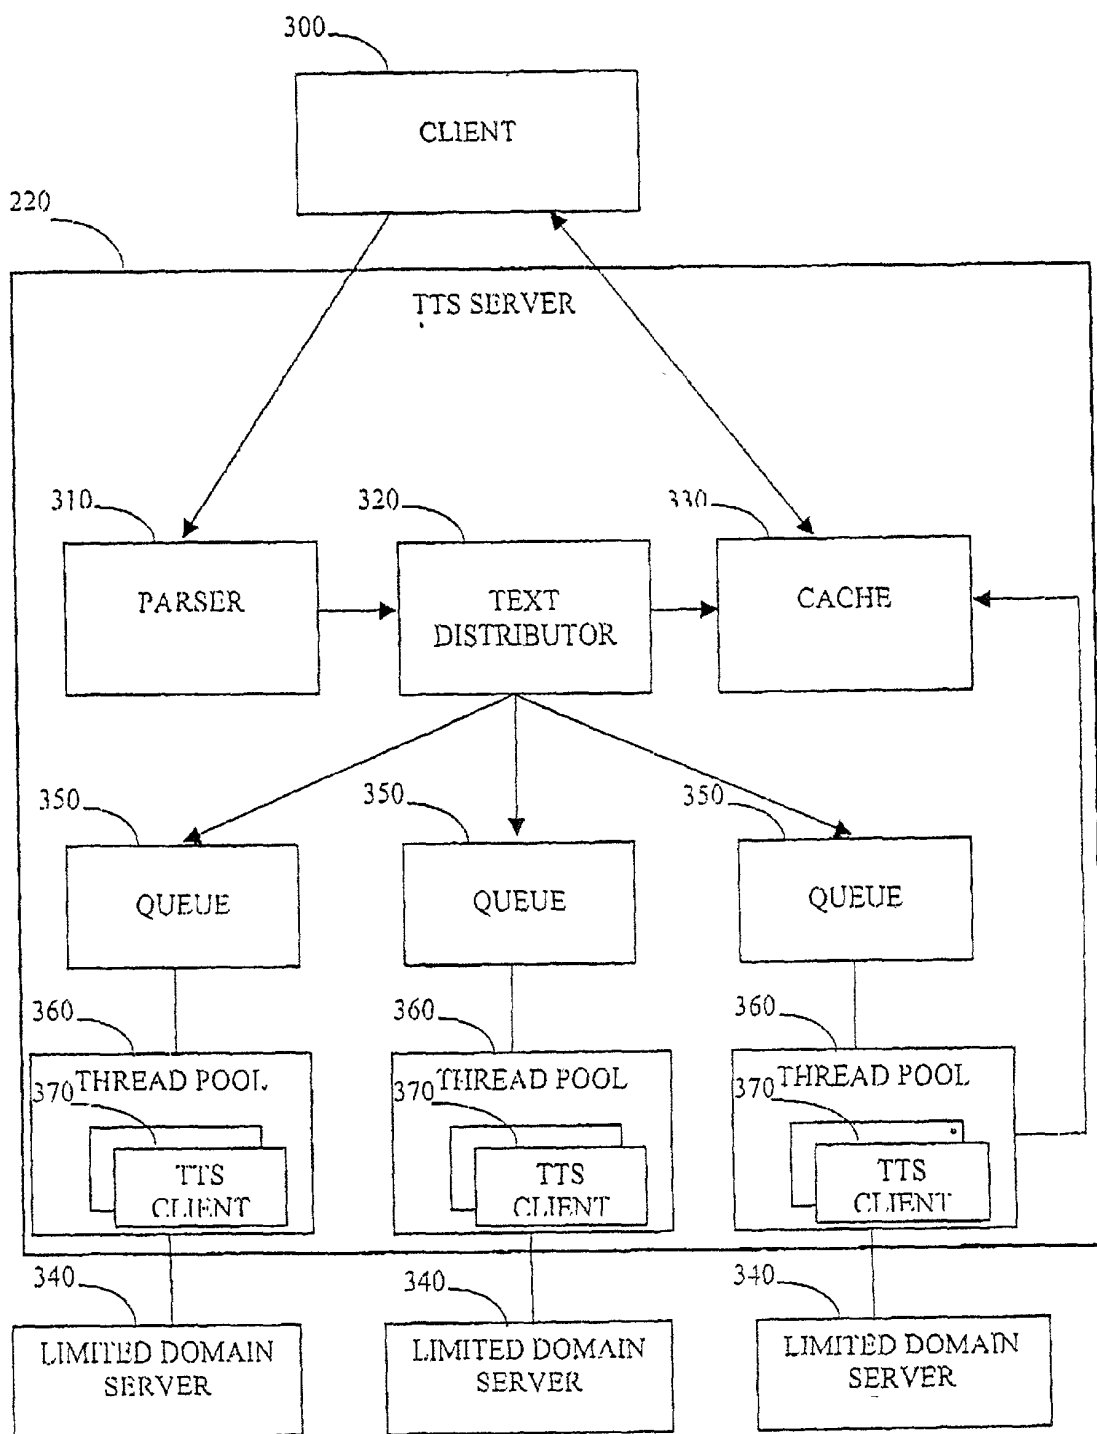 300
CLIENT
220
TTS SERVER
310
320
330
PARSER
TEXT
DISTRIBUTOR
CACHE
350
350
350
QUEUE
QUEUE
QUEUE
360
360
360
THREAD POOL
THREAD POOL
THREAD POOL
370
370
370
TTS
CLIENT
TTS
CLIENT
TTS
CLIENT
340
340
340
LIMITED DOMAIN
SERVER
LIMITED DOMAIN
SERVER
LIMITED DOMAIN
SERVER